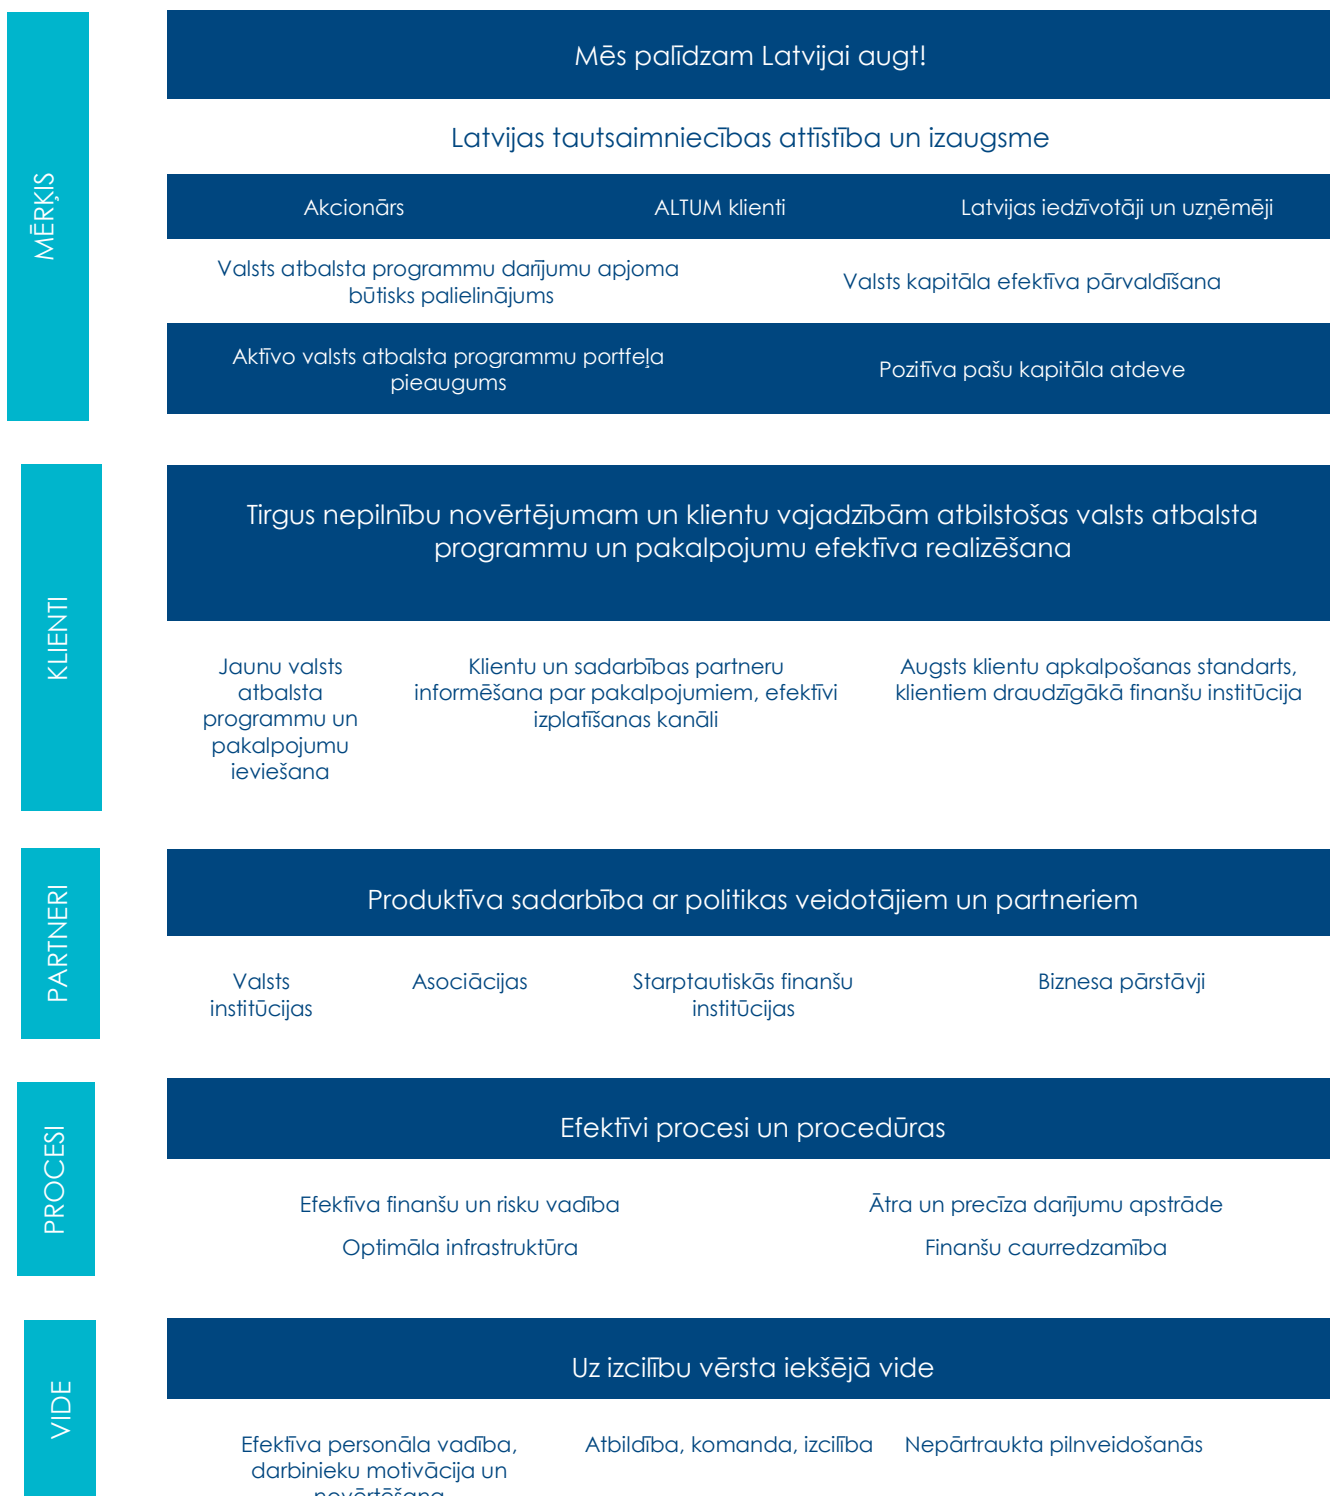 MĒRĶIS
Mēs palīdzam Latvijai augt!
Latvijas tautsaimniecības attīstība un izaugsme
Akcionārs
ALTUM klienti
Latvijas iedzīvotāji un uzņēmēji
Valsts atbalsta programmu darījumu apjoma
būtisks palielinājums
Valsts kapitāla efektīva pārvaldīšana
Aktīvo valsts atbalsta programmu portfeļa
pieaugums
Pozitīva pašu kapitāla atdeve
KLIENTI
Tirgus nepilnību novērtējumam un klientu vajadzībām atbilstošas valsts atbalsta
programmu un pakalpojumu efektīva realizēšana
Jaunu valsts
atbalsta
programmu un
pakalpojumu
ieviešana
Klientu un sadarbības partneru
informēšana par pakalpojumiem, efektīvi
izplatīšanas kanāli
Augsts klientu apkalpošanas standarts,
klientiem draudzīgākā finanšu institūcija
PARTNERI
Produktīva sadarbība ar politikas veidotājiem un partneriem
Valsts
institūcijas
Asociācijas
Starptautiskās finanšu
institūcijas
Biznesa pārstāvji
PROCESI
Efektīvi procesi un procedūras
Efektīva finanšu un risku vadība
Ātra un precīza darījumu apstrāde
Optimāla infrastruktūra
Finanšu caurredzamība
VIDE
Uz izcilību vērsta iekšējā vide
Efektīva personāla vadība,
darbinieku motivācija un
novērtēšana
Atbildība, komanda, izcilība
Nepārtraukta pilnveidošanās